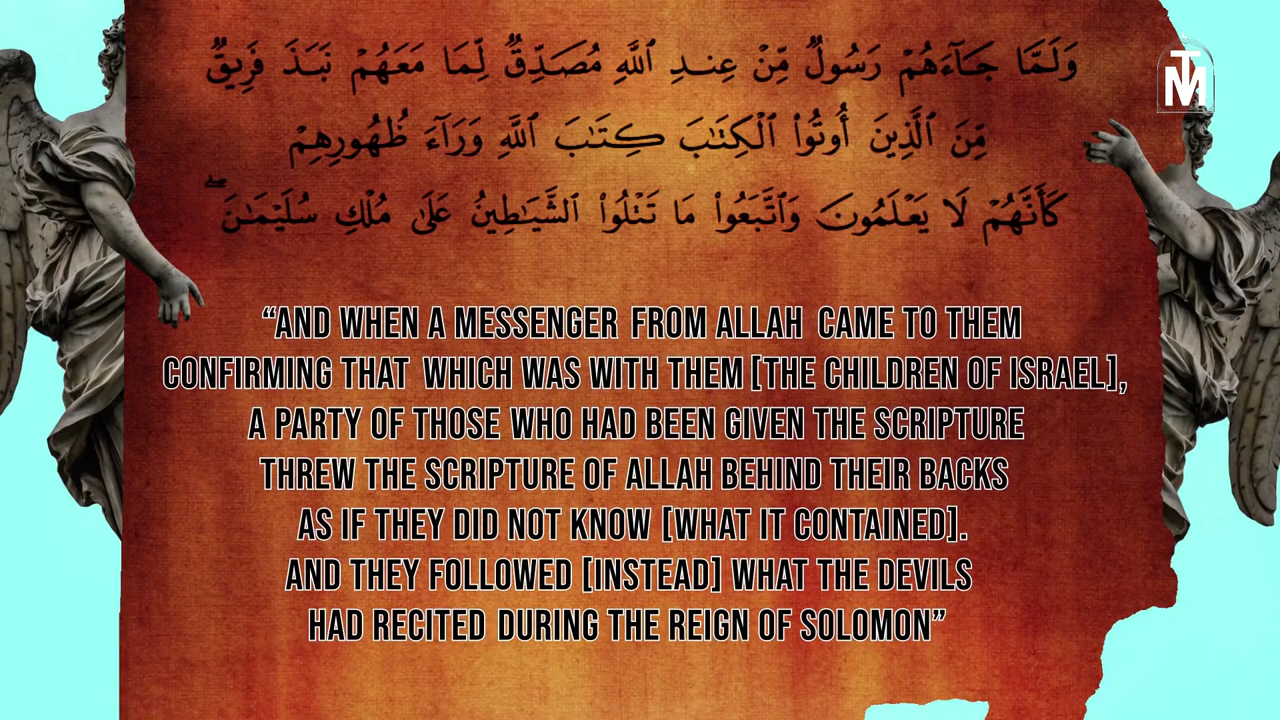 وَلَمَّا جَآءَهُمْ رَسُولٌ مِّنْ عِندِ ٱللَّهِ مُصَدِّقٌ لِّمَا مَعَهُمْ نَبَذَ فَرِيقٌ
مِّنَ ٱلَّذِينَ أُوتُوا۟ ٱلْكِتَـٰبَ كِتَـٰبَ ٱللَّهِ وَرَآءَ ظُهُورِهِمْ
كَأَنَّهُمْ لَا يَعْلَمُونَ وَٱتَّبَعُوا۟ مَا تَتْلُوا۟ ٱلشَّيَـٰطِينُ عَلَىٰ مُلْكِ سُلَيْمَـٰنَ ۖ
“AND WHEN A MESSENGER FROM ALLAH CAME TO THEM
CONFIRMING THAT WHICH WAS WITH THEM [THE CHILDREN OF ISRAEL],
A PARTY OF THOSE WHO HAD BEEN GIVEN THE SCRIPTURE
THREW THE SCRIPTURE OF ALLAH BEHIND THEIR BACKS
AS IF THEY DID NOT KNOW [WHAT IT CONTAINED].
AND THEY FOLLOWED [INSTEAD] WHAT THE DEVILS
HAD RECITED DURING THE REIGN OF SOLOMON”